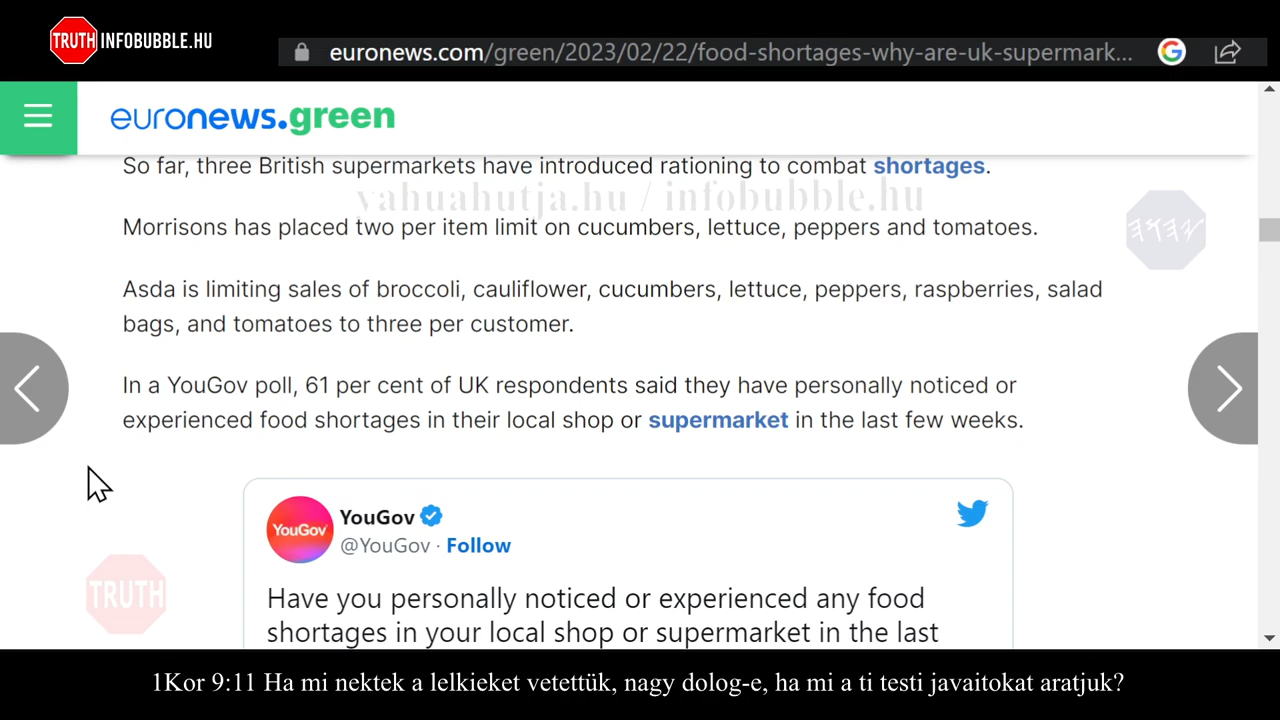 TRUTH INFOBUBBLE.HU
euronews.com/green/2023/02/22/food-shortages-why-are-uk-supermark...
euronews.green
So far, three British supermarkets have introduced rationing to combat shortages.
yahuahutja.hu / infobubble.hu
Morrisons has placed two per item limit on cucumbers, lettuce, peppers and tomatoes.
Asda is limiting sales of broccoli, cauliflower, cucumbers, lettuce, peppers, raspberries, salad
bags, and tomatoes to three per customer.
In a YouGov poll, 61 per cent of UK respondents said they have personally noticed or
experienced food shortages in their local shop or supermarket in the last few weeks.
YouGov
YouGov
@YouGov · Follow
TRUTH
Have you personally noticed or experienced any food
shortages in your local shop or supermarket in the last
1Kor 9:11 Ha mi nektek a lelkieket vetettük, nagy dolog-e, ha mi a ti testi javaitokat aratjuk?